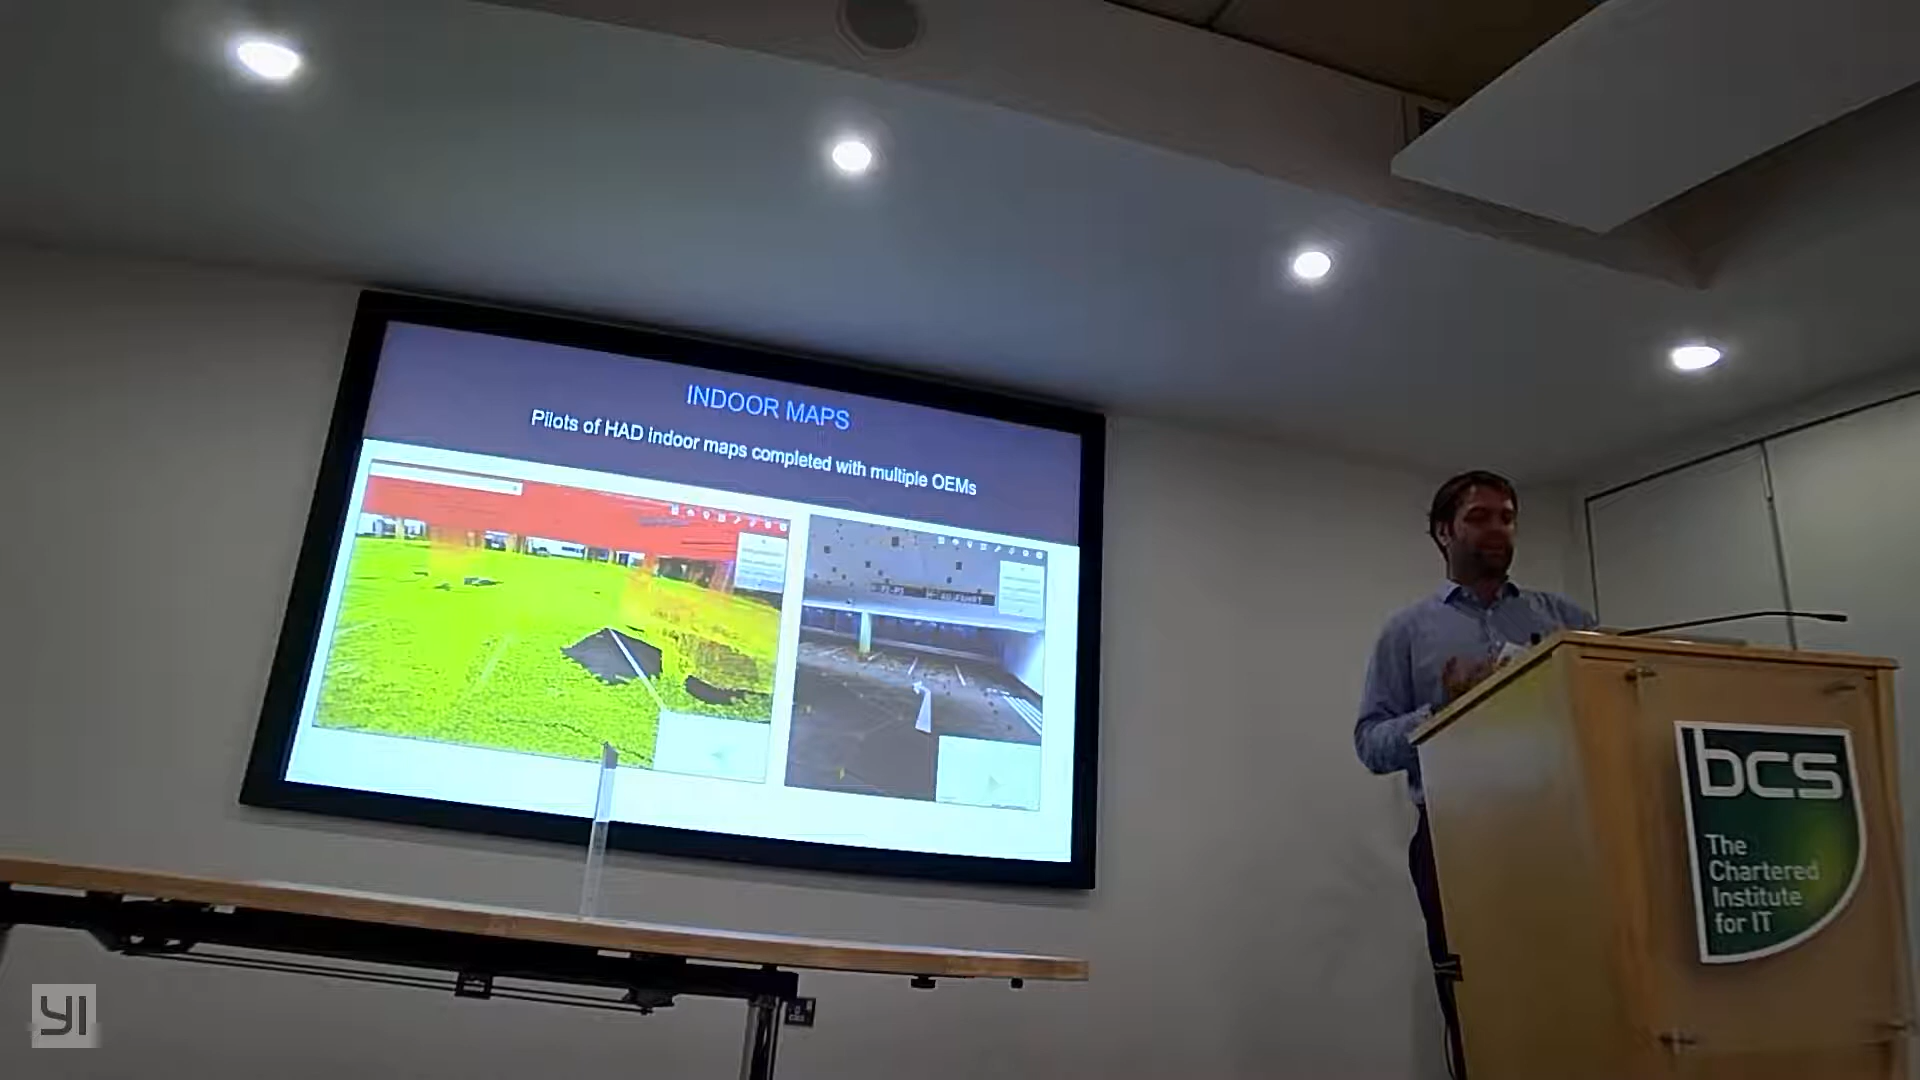 INDOOR MAPS
Pilots of HAD indoor maps completed with multiple OEMs
bcs
The
Chartered
Institute
for IT
YI